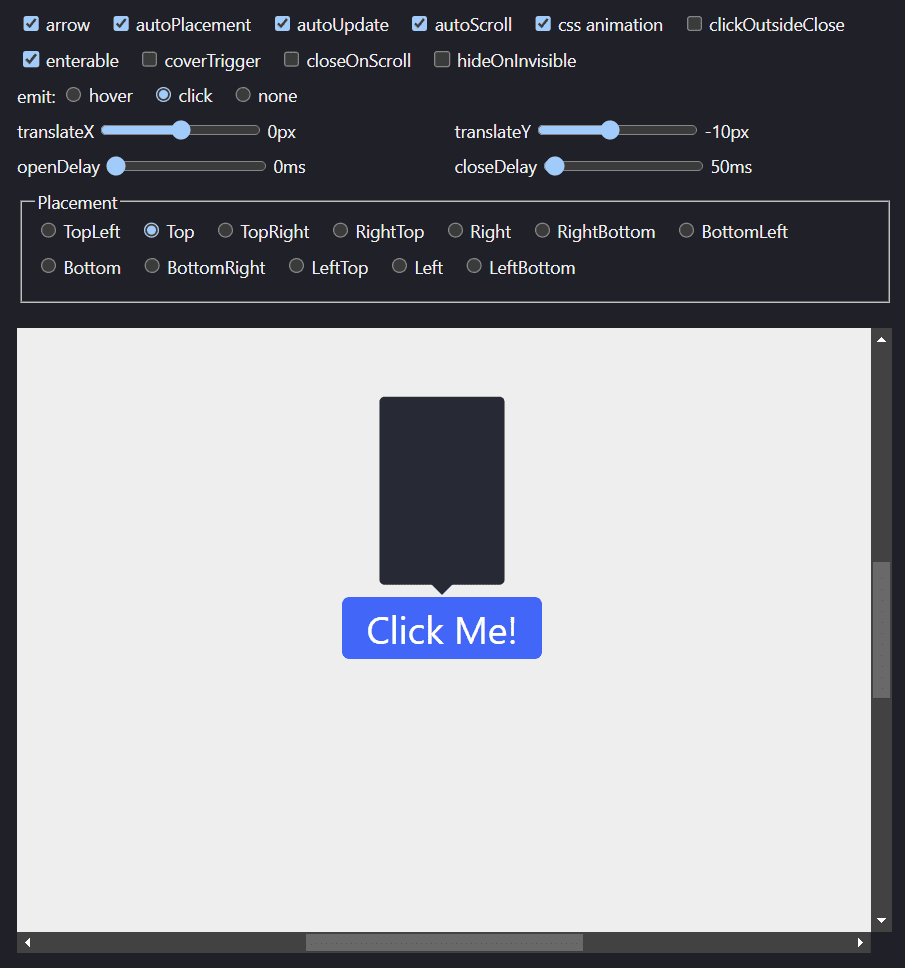 arrow autoPlacement autoUpdate autoScroll css animation clickOutsideClose
enterable coverTrigger closeOnScroll hideOnInvisible
emit: hover click none
translateX 0px translateY -10px
openDelay 0ms closeDelay 50ms
Placement
TopLeft Top TopRight RightTop Right RightBottom BottomLeft
Bottom BottomRight LeftTop Left LeftBottom
Click Me!